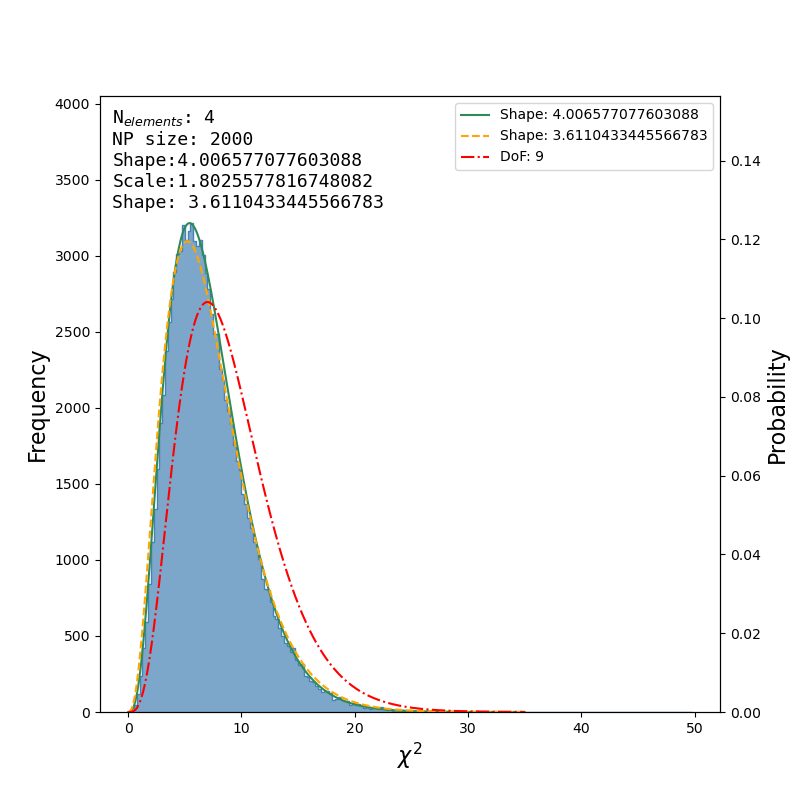 N_elements: 4
NP size: 2000
Shape:4.006577077603088
Scale:1.8025577816748082
Shape: 3.6110433445566783
Shape: 4.006577077603088
Shape: 3.6110433445566783
DoF: 9
4000
3500
3000
2500
2000
1500
1000
500
0
Frequency
0.14
0.12
0.10
0.08
0.06
0.04
0.02
0.00
Probability
0 10 20 30 40 50
χ²